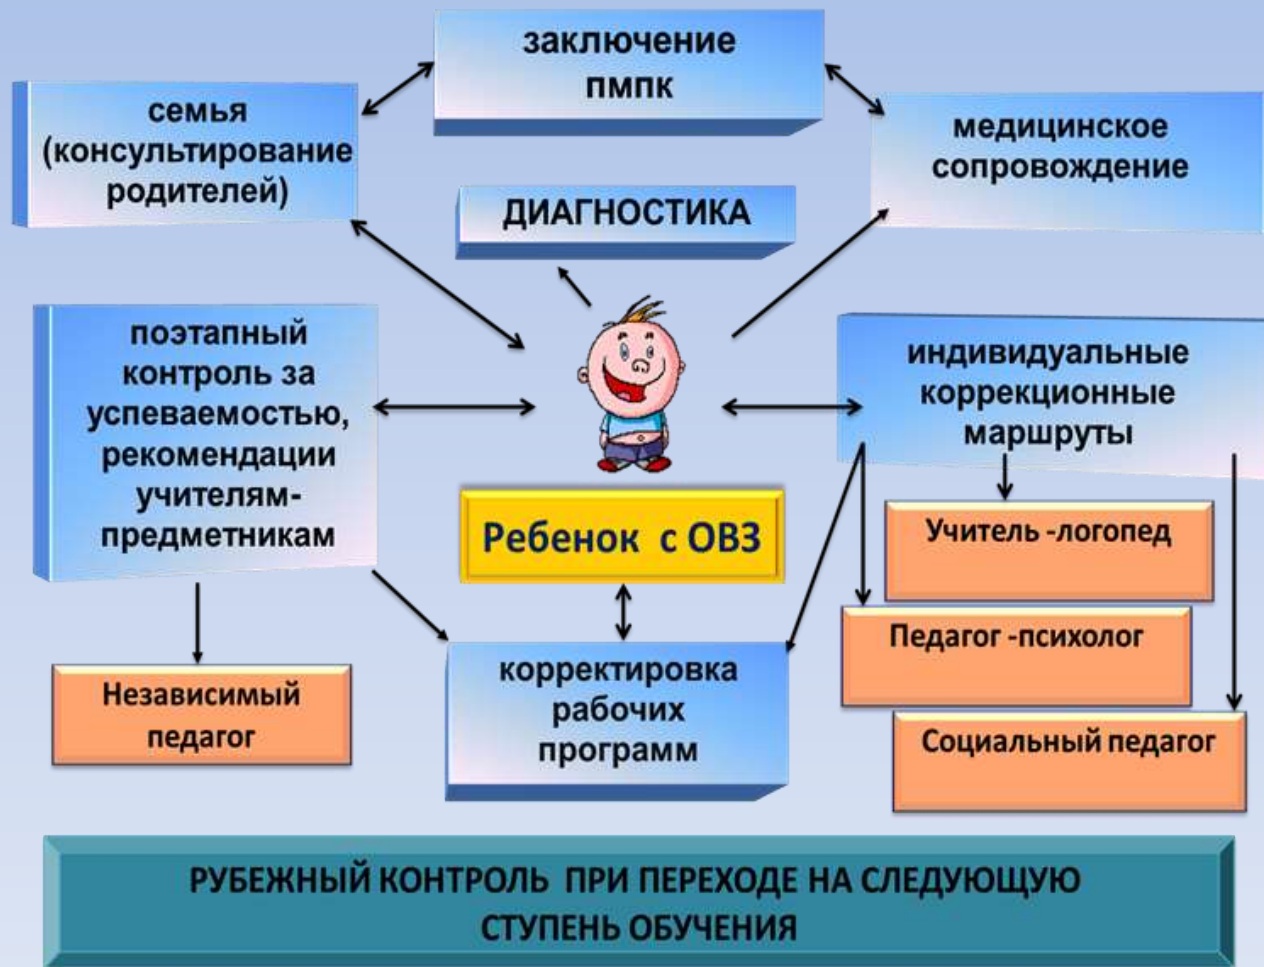 заключение
пмпк
семья
(консультирование
родителей)
медицинское
сопровождение
ДИАГНОСТИКА
поэтапный
контроль за
успеваемостью,
рекомендации
учителям-
предметникам
индивидуальные
коррекционные
маршруты
Ребенок с ОВЗ
Учитель -логопед
Педагог -психолог
Социальный педагог
Независимый
педагог
корректировка
рабочих
программ
РУБЕЖНЫЙ КОНТРОЛЬ ПРИ ПЕРЕХОДЕ НА СЛЕДУЮЩУЮ
СТУПЕНЬ ОБУЧЕНИЯ